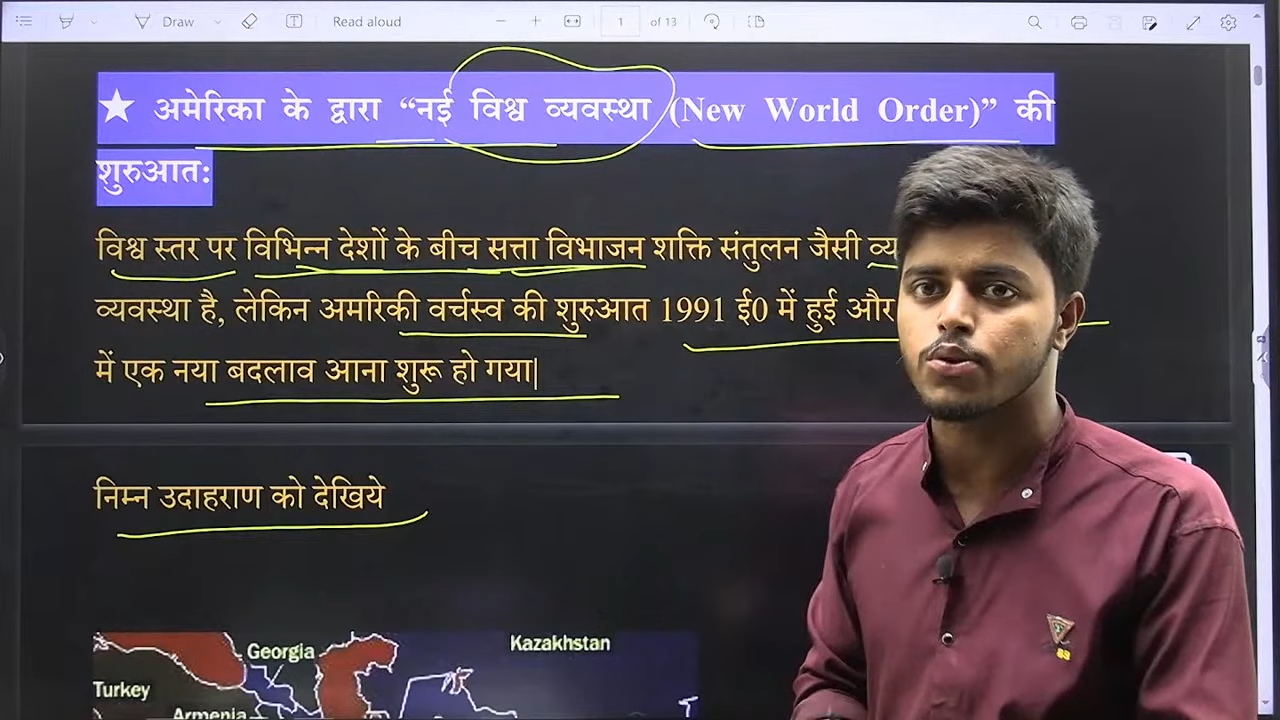 Draw
Read aloud
1 of 13
★ अमेरिका के द्वारा “नई विश्व व्यवस्था (New World Order)” की
शुरुआत:
विश्व स्तर पर विभिन्न देशों के बीच सत्ता विभाजन शक्ति संतुलन जैसी
व्यवस्था है, लेकिन अमरिकी वर्चस्व की शुरुआत 1991 ई0 में हुई और
में एक नया बदलाव आना शुरू हो गया|
निम्न उदाहराण को देखिये
Georgia
Kazakhstan
Turkey
Armenia